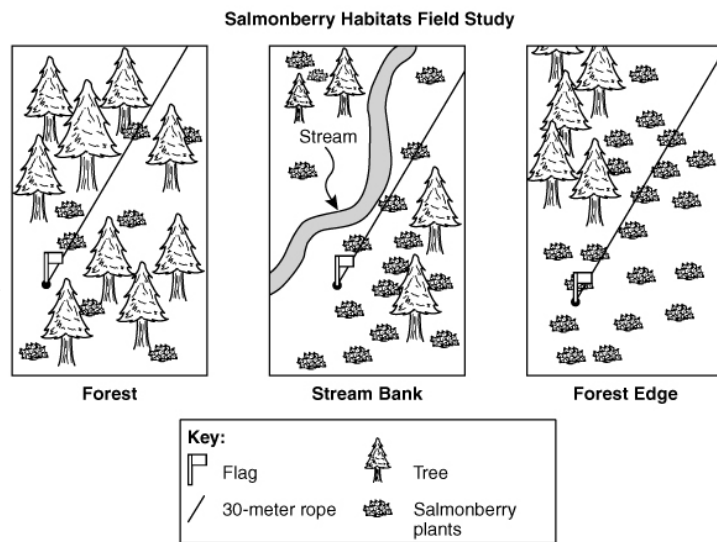 Salmonberry Habitats Field Study
Stream
Forest
Stream Bank
Forest Edge
Key:
Flag
Tree
30-meter rope
Salmonberry
plants